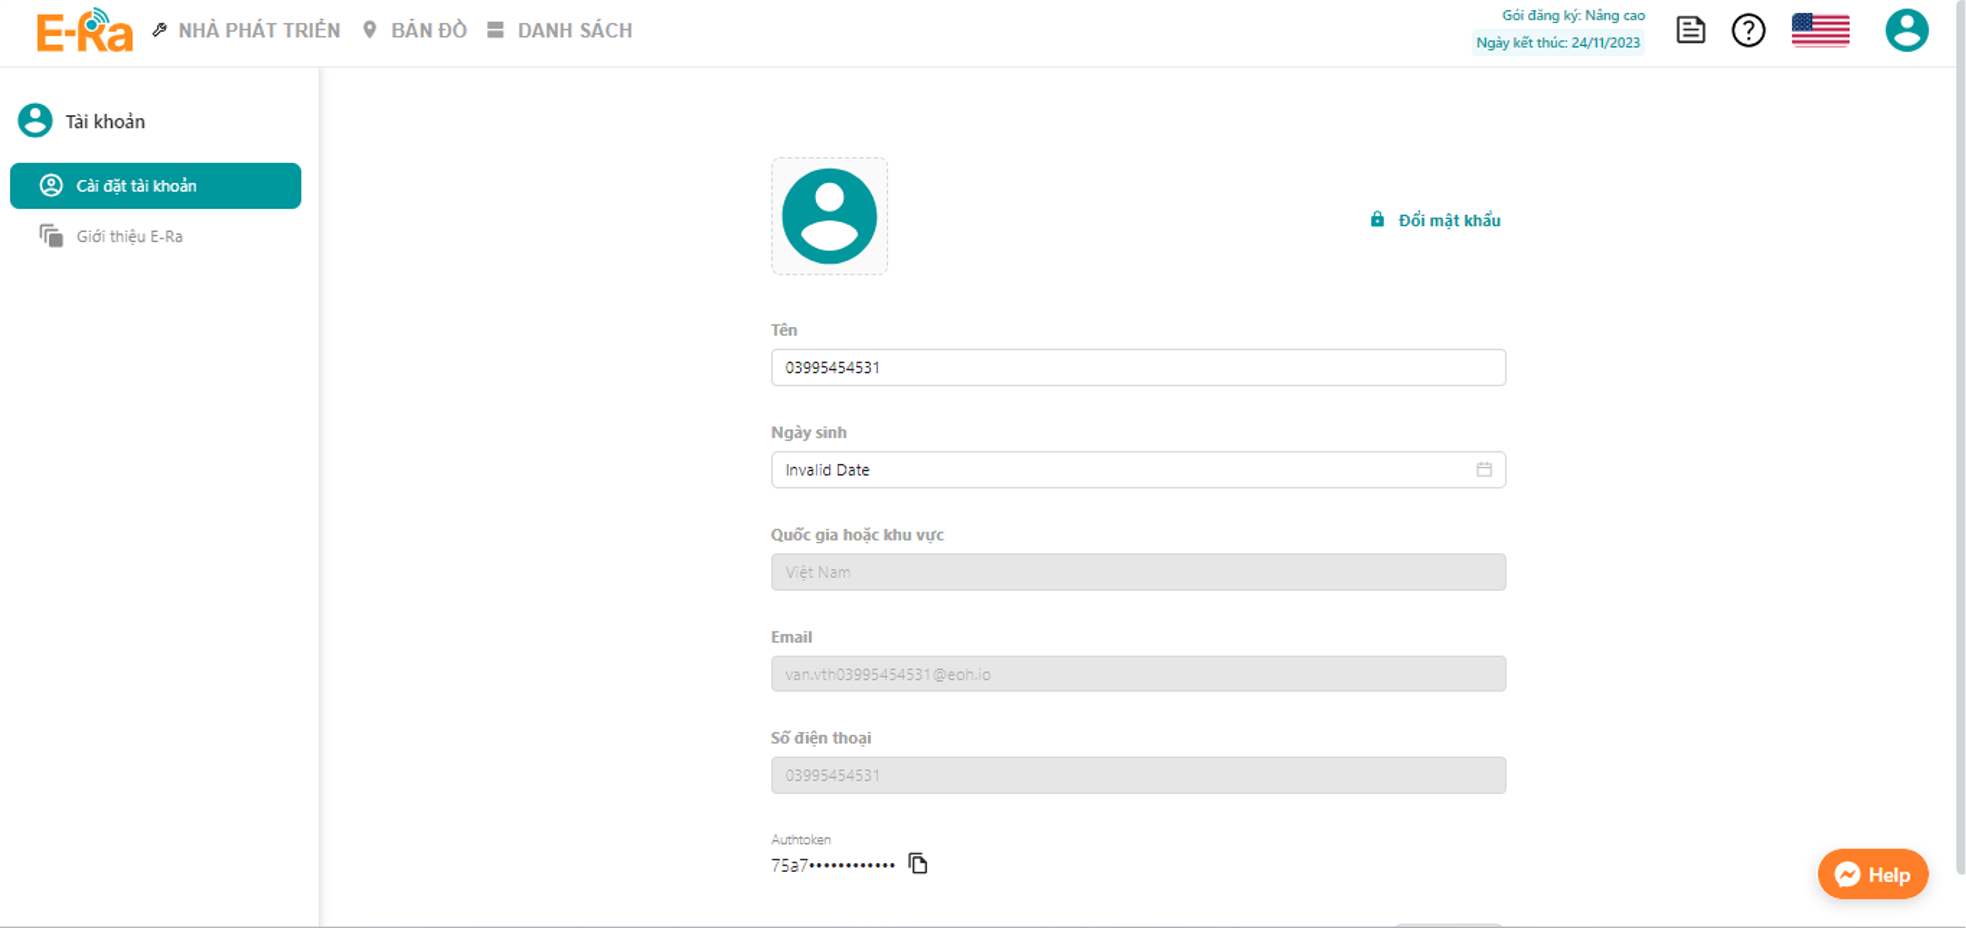 E-Ra NHÀ PHÁT TRIỂN BẢN ĐỒ DANH SÁCH
Gói đăng ký: Nâng cao
Ngày kết thúc: 24/11/2023
Tài khoản
Cài đặt tài khoản
Giới thiệu E-Ra
Đổi mật khẩu
Tên
03995454531
Ngày sinh
Invalid Date
Quốc gia hoặc khu vực
Việt Nam
Email
van.vth03995454531@eoh.io
Số điện thoại
03995454531
Authtoken
75a7••••••••••••
Help